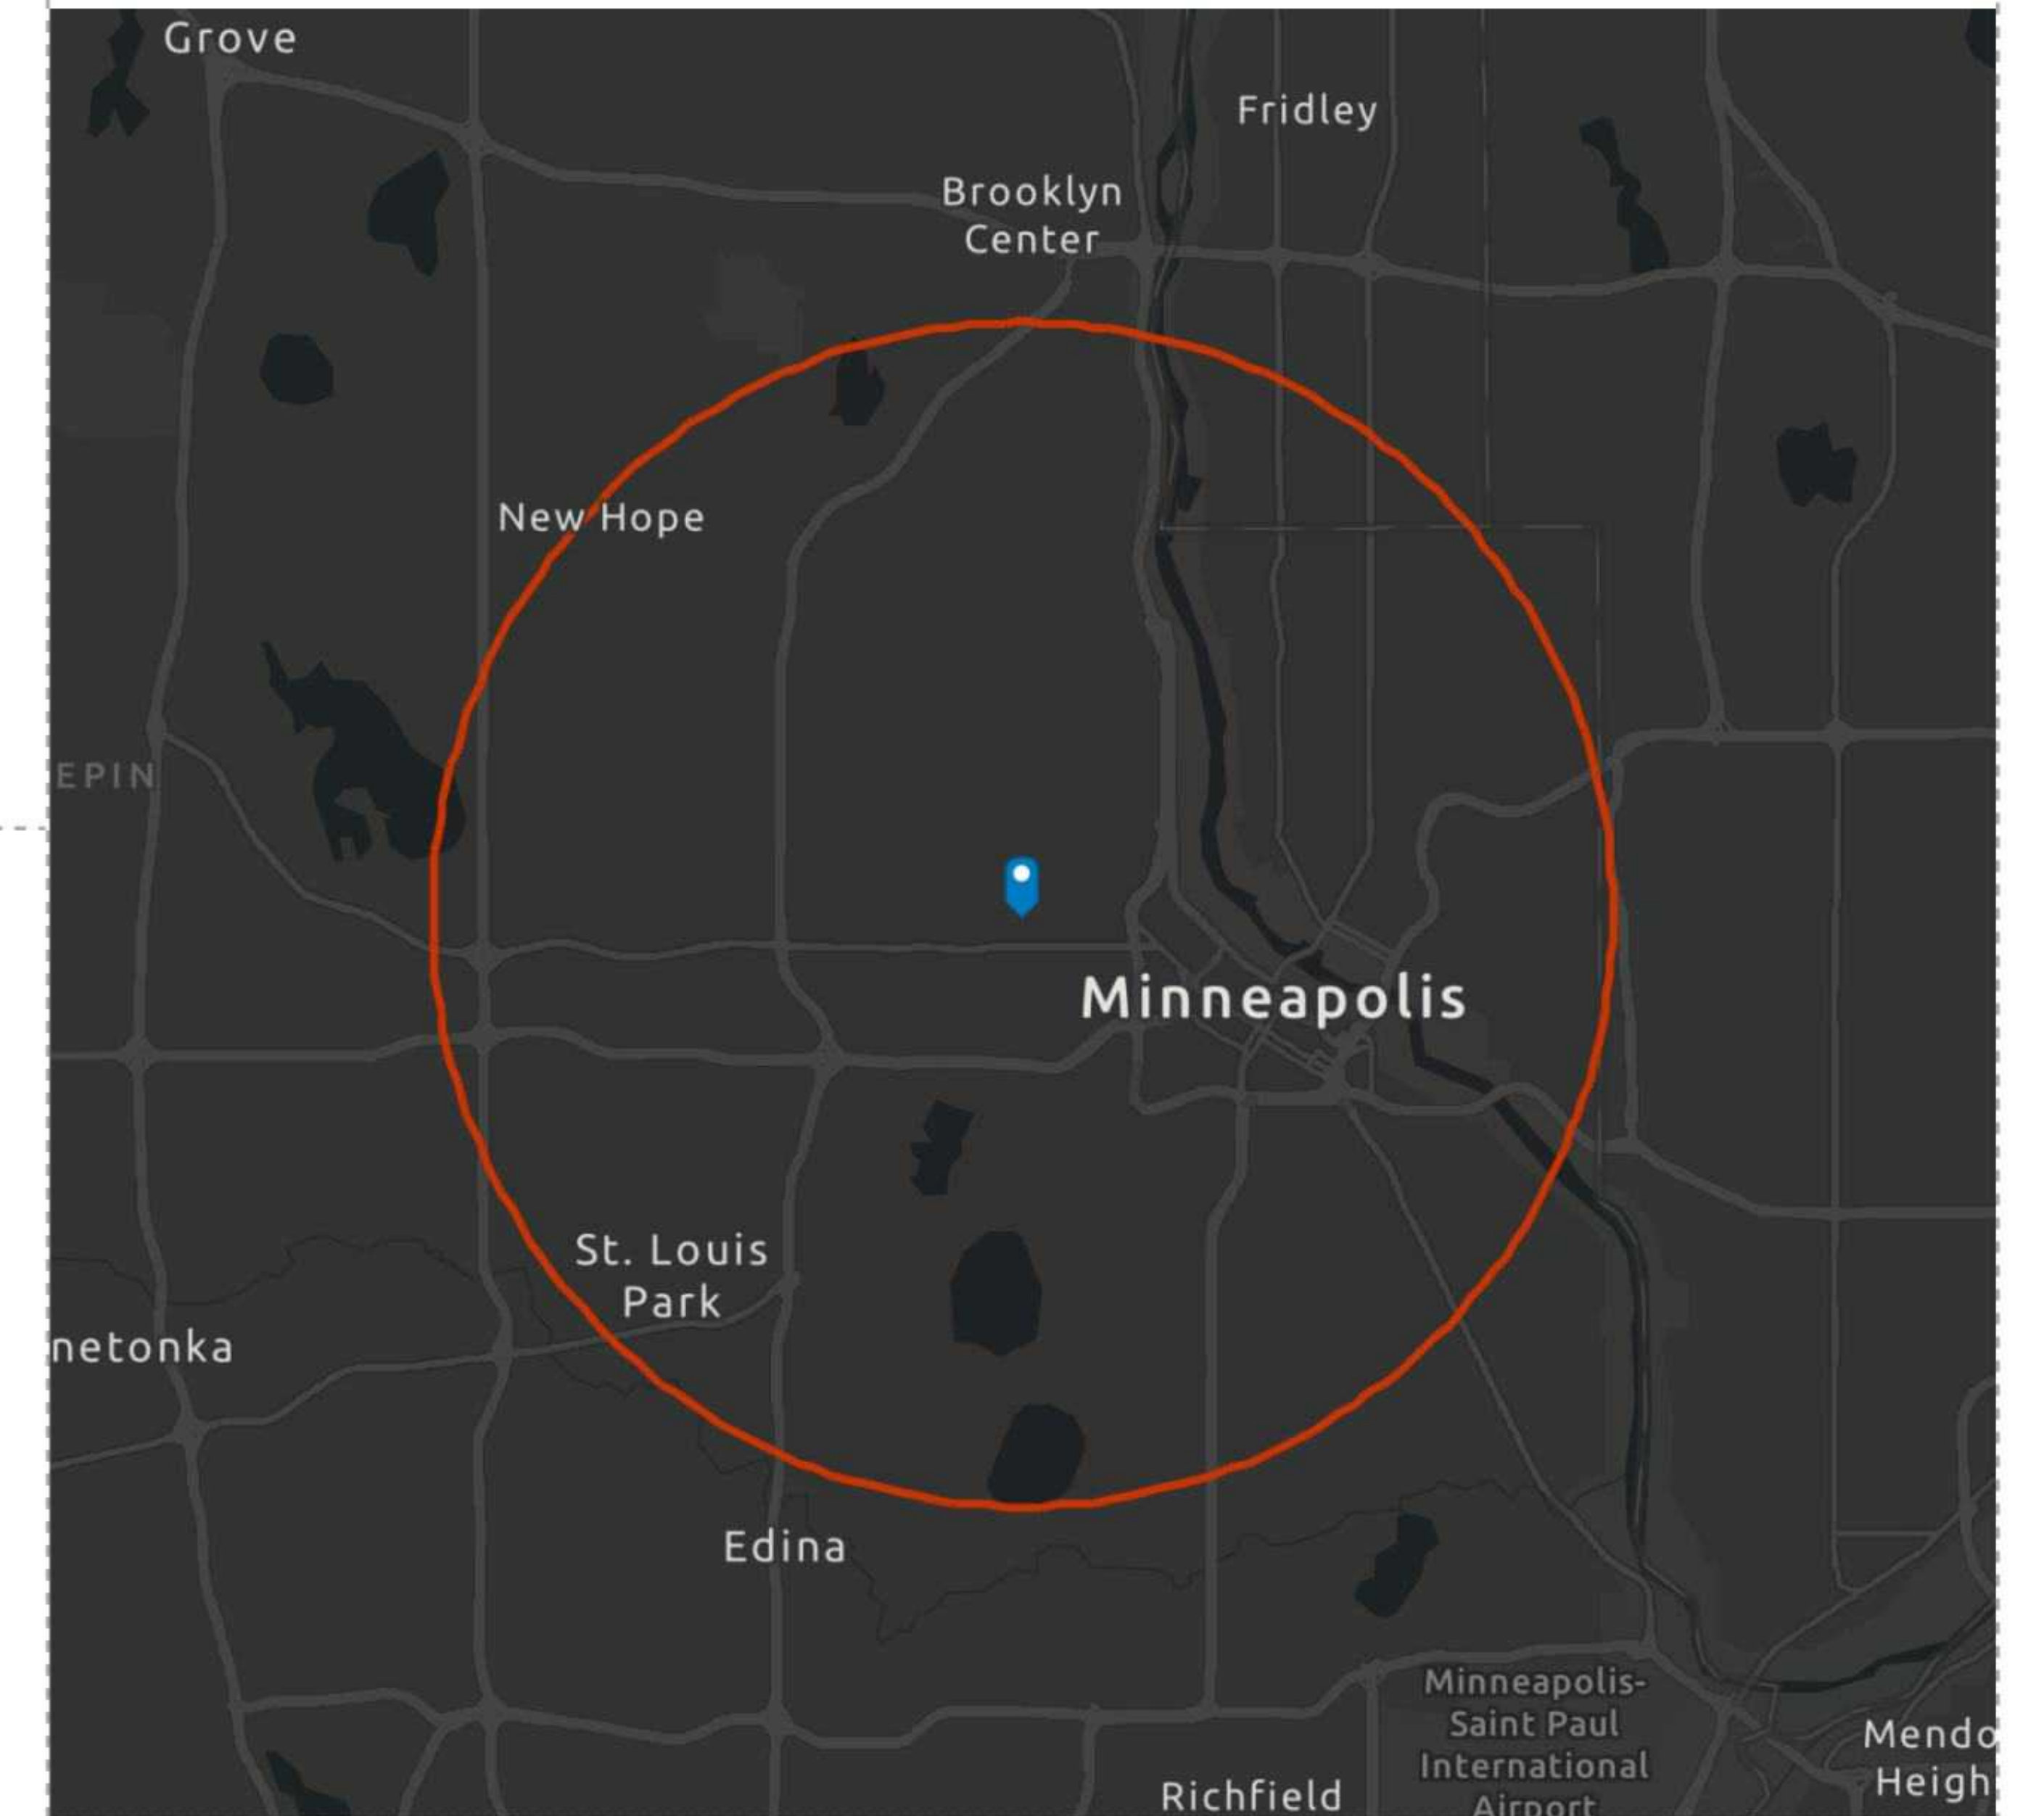 Grove
Fridley
Brooklyn
Center
New Hope
EPIN
Minneapolis
St. Louis
Park
netonka
Edina
Minneapolis-
Saint Paul
International
Airport
Mendo
Heigh
Richfield